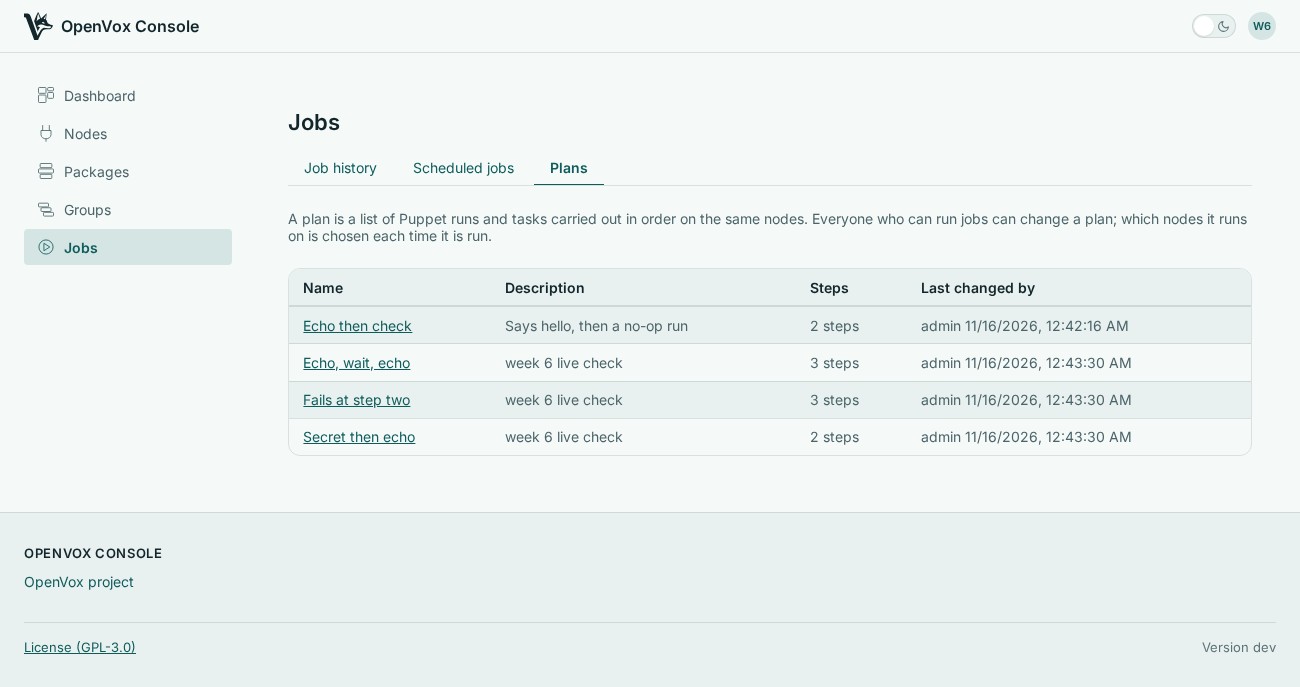 OpenVox Console
W6
Dashboard
Nodes
Packages
Groups
Jobs
Jobs
Job history Scheduled jobs Plans
A plan is a list of Puppet runs and tasks carried out in order on the same nodes. Everyone who can run jobs can change a plan; which nodes it runs
on is chosen each time it is run.
Name Description Steps Last changed by
Echo then check Says hello, then a no-op run 2 steps admin 11/16/2026, 12:42:16 AM
Echo, wait, echo week 6 live check 3 steps admin 11/16/2026, 12:43:30 AM
Fails at step two week 6 live check 3 steps admin 11/16/2026, 12:43:30 AM
Secret then echo week 6 live check 2 steps admin 11/16/2026, 12:43:30 AM
OPENVOX CONSOLE
OpenVox project
License (GPL-3.0) Version dev